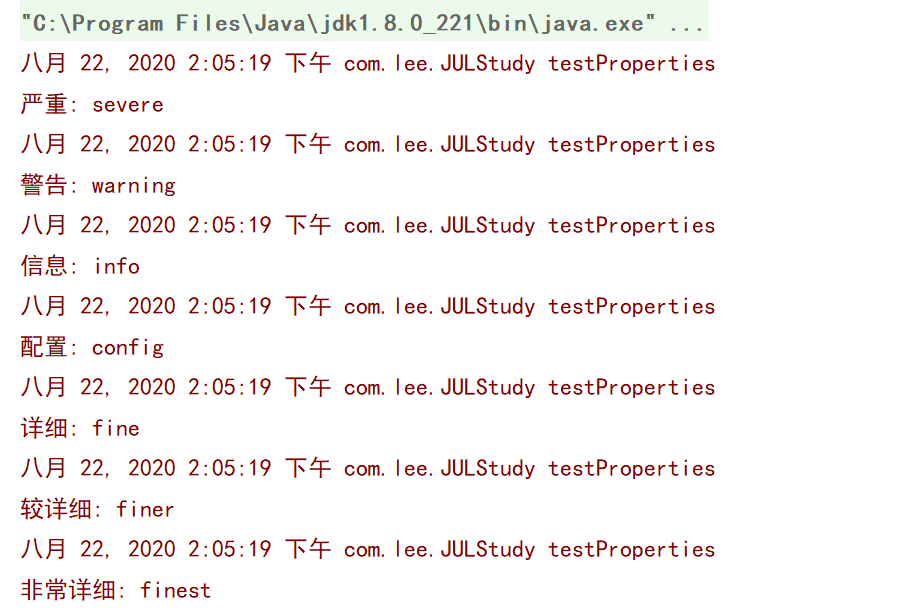 "C:\Program Files\Java\jdk1.8.0_221\bin\java.exe" ...
八月 22, 2020 2:05:19 下午 com.lee.JULStudy testProperties
严重: severe
八月 22, 2020 2:05:19 下午 com.lee.JULStudy testProperties
警告: warning
八月 22, 2020 2:05:19 下午 com.lee.JULStudy testProperties
信息: info
八月 22, 2020 2:05:19 下午 com.lee.JULStudy testProperties
配置: config
八月 22, 2020 2:05:19 下午 com.lee.JULStudy testProperties
详细: fine
八月 22, 2020 2:05:19 下午 com.lee.JULStudy testProperties
较详细: finer
八月 22, 2020 2:05:19 下午 com.lee.JULStudy testProperties
非常详细: finest